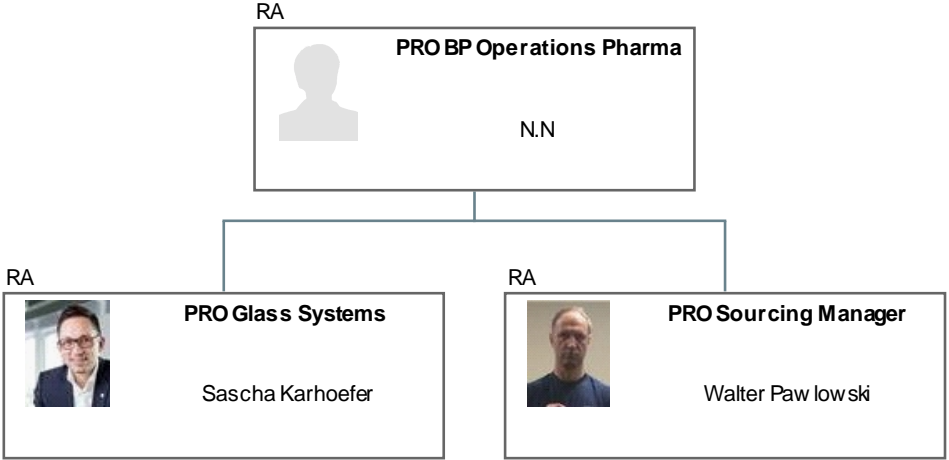 RA
PRO BP Operations Pharma
N.N
RA
PRO Glass Systems
Sascha Karhoefer
RA
PRO Sourcing Manager
Walter Pawlowski